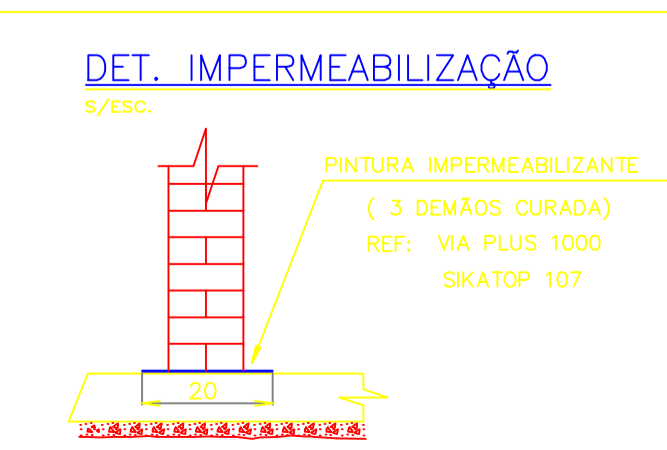 DET. IMPERMEABILIZAÇÃO
S/ESC.
PINTURA IMPERMEABILIZANTE
( 3 DEMÃOS CURADA)
REF: VIA PLUS 1000
SIKATOP 107
20